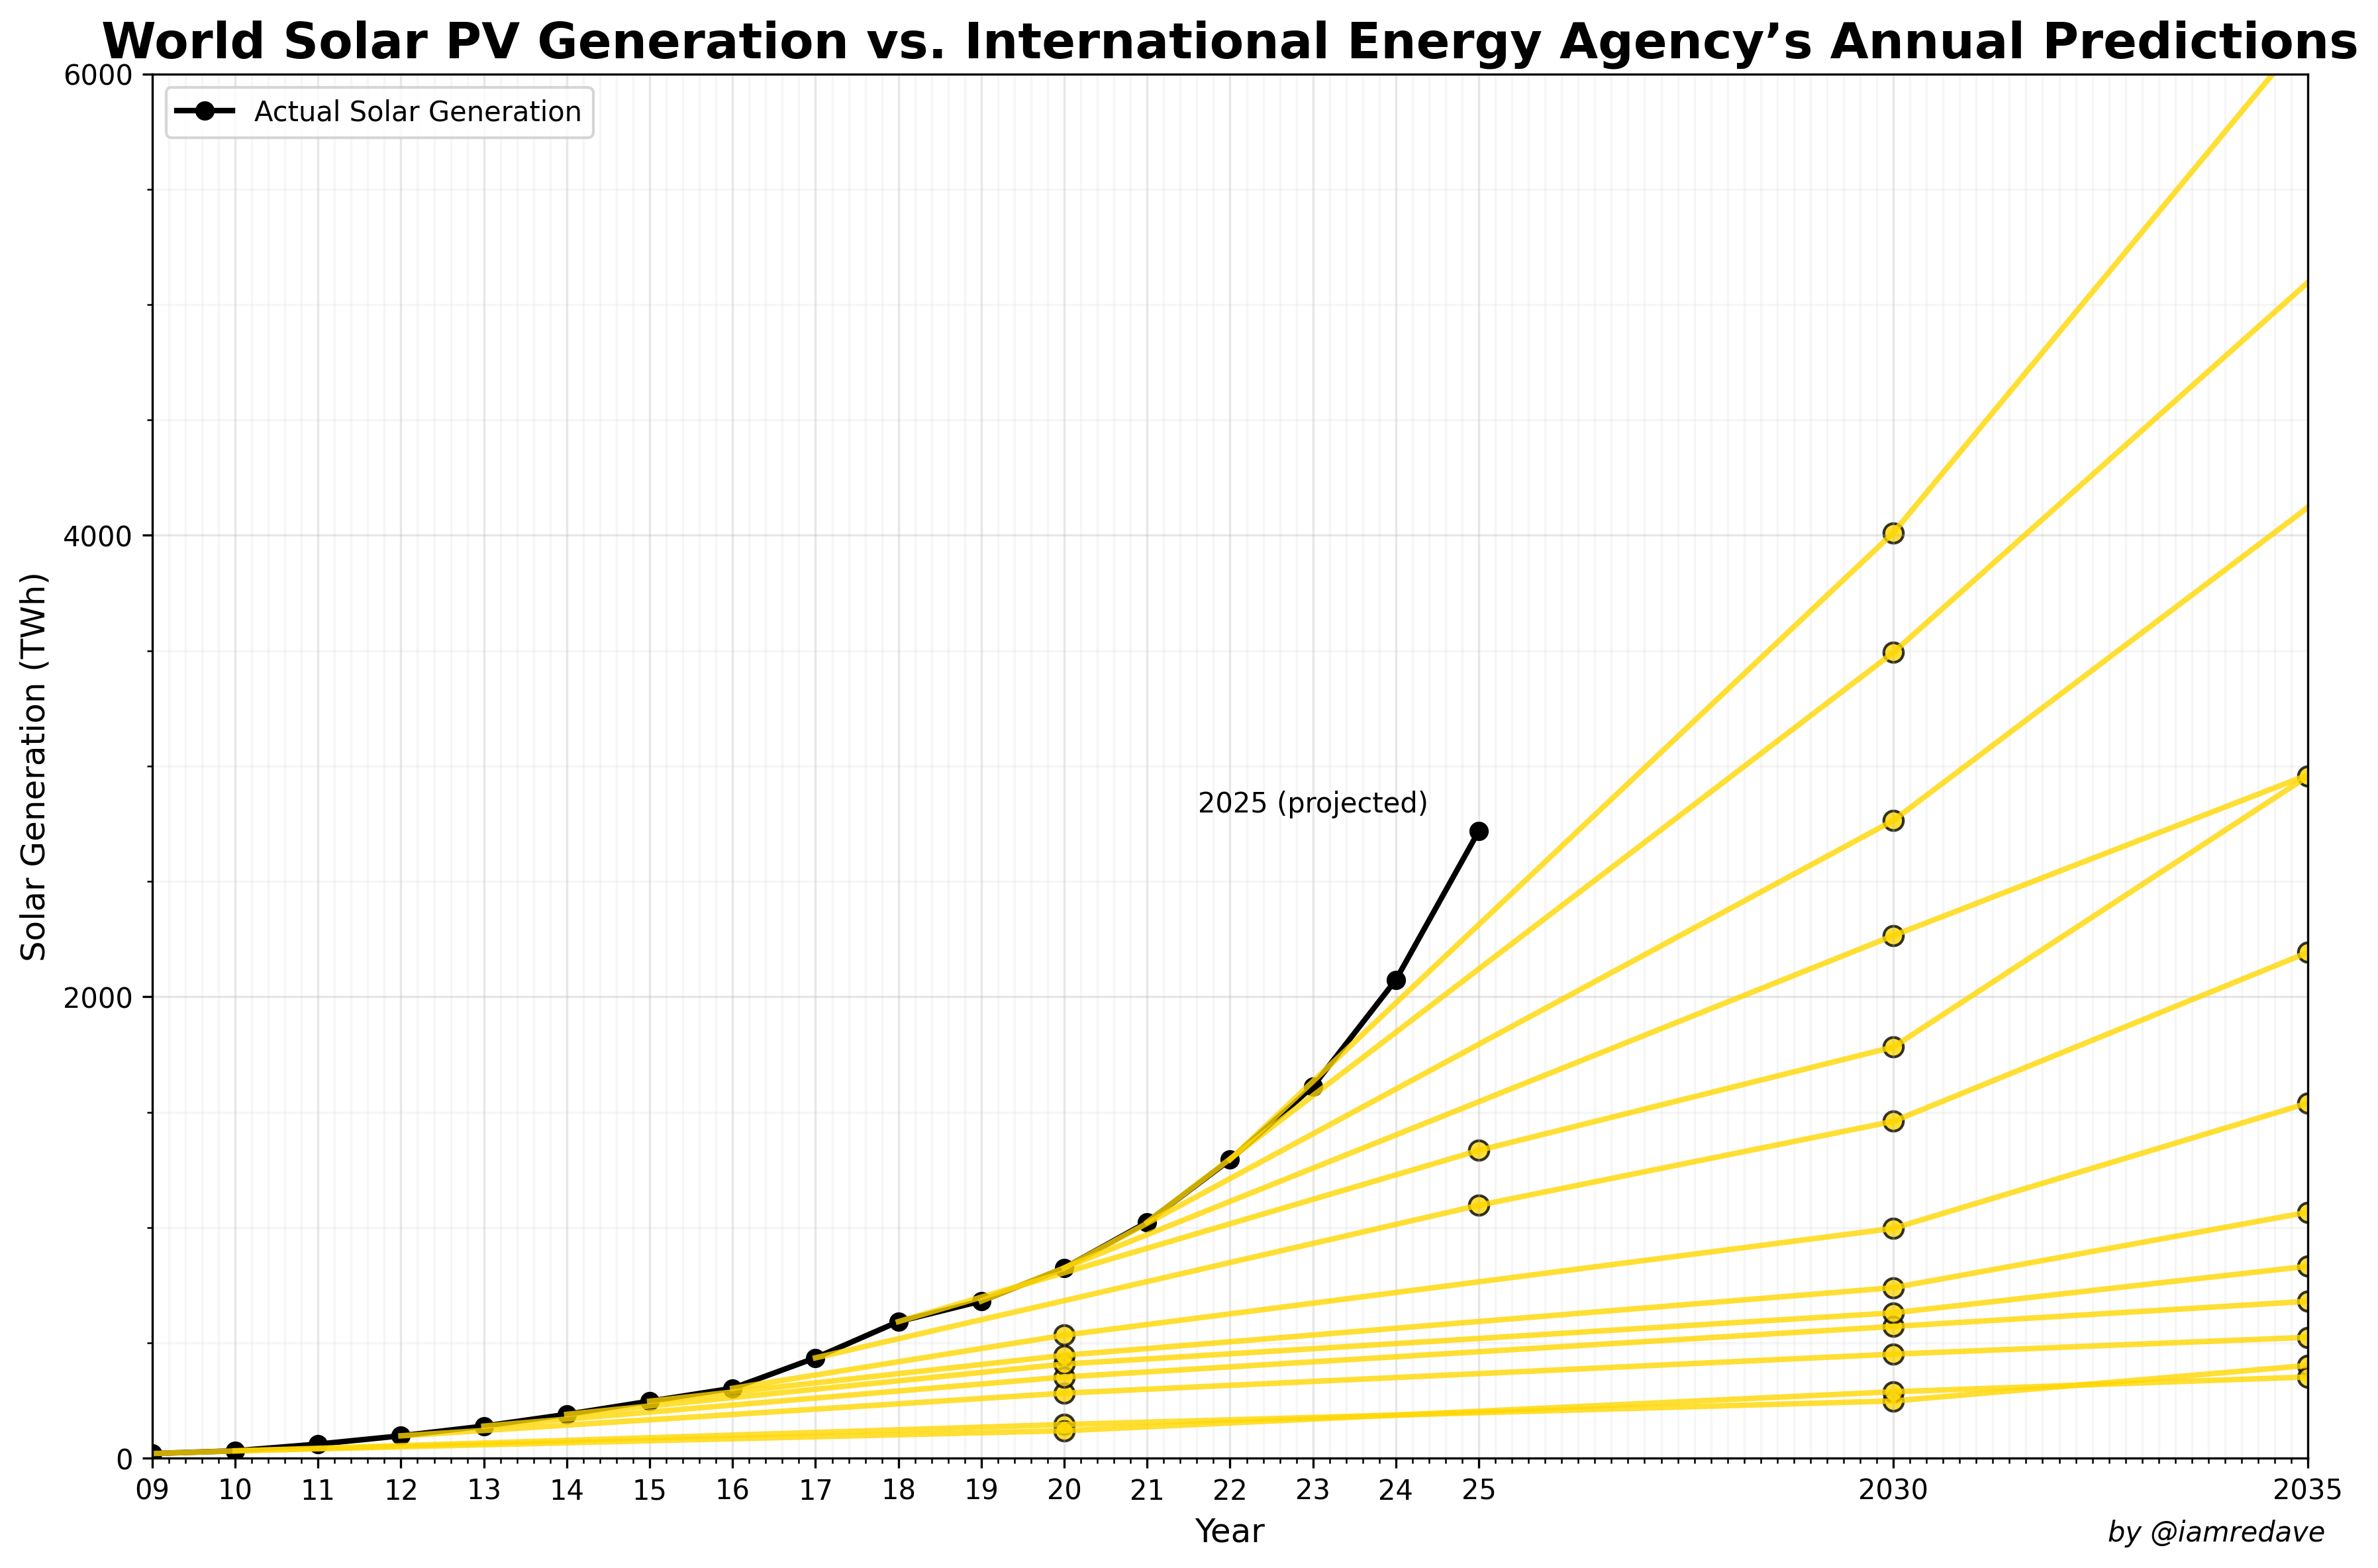 World Solar PV Generation vs. International Energy Agency’s Annual Predictions
6000
Actual Solar Generation
4000
Solar Generation (TWh)
2025 (projected)
2000
0
09 10 11 12 13 14 15 16 17 18 19 20 21 22 23 24 25 2030 2035
Year
by @iamredave